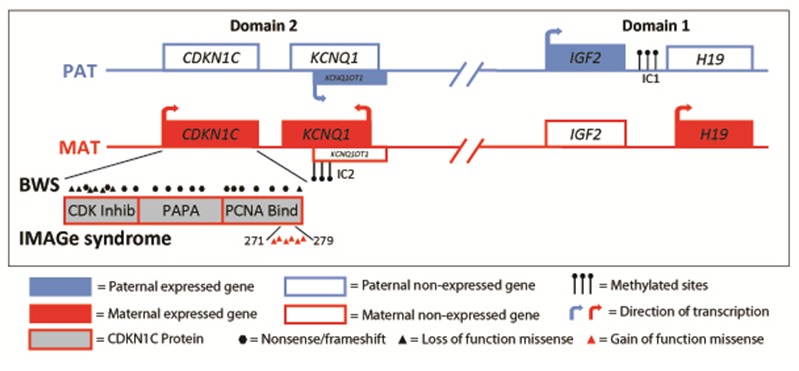 Domain 2 Domain 1
CDKN1C KCNQ1 IGF2 H19
PAT
KCNQ1OT1 IC1
CDKN1C KCNQ1 IGF2 H19
MAT
KCNQ1OT1
IC2
BWS
CDK Inhib PAPA PCNA Bind
IMAGe syndrome 271 279
= Paternal expressed gene = Paternal non-expressed gene = Methylated sites
= Maternal expressed gene = Maternal non-expressed gene = Direction of transcription
= CDKN1C Protein = Nonsense/frameshift = Loss of function missense = Gain of function missense